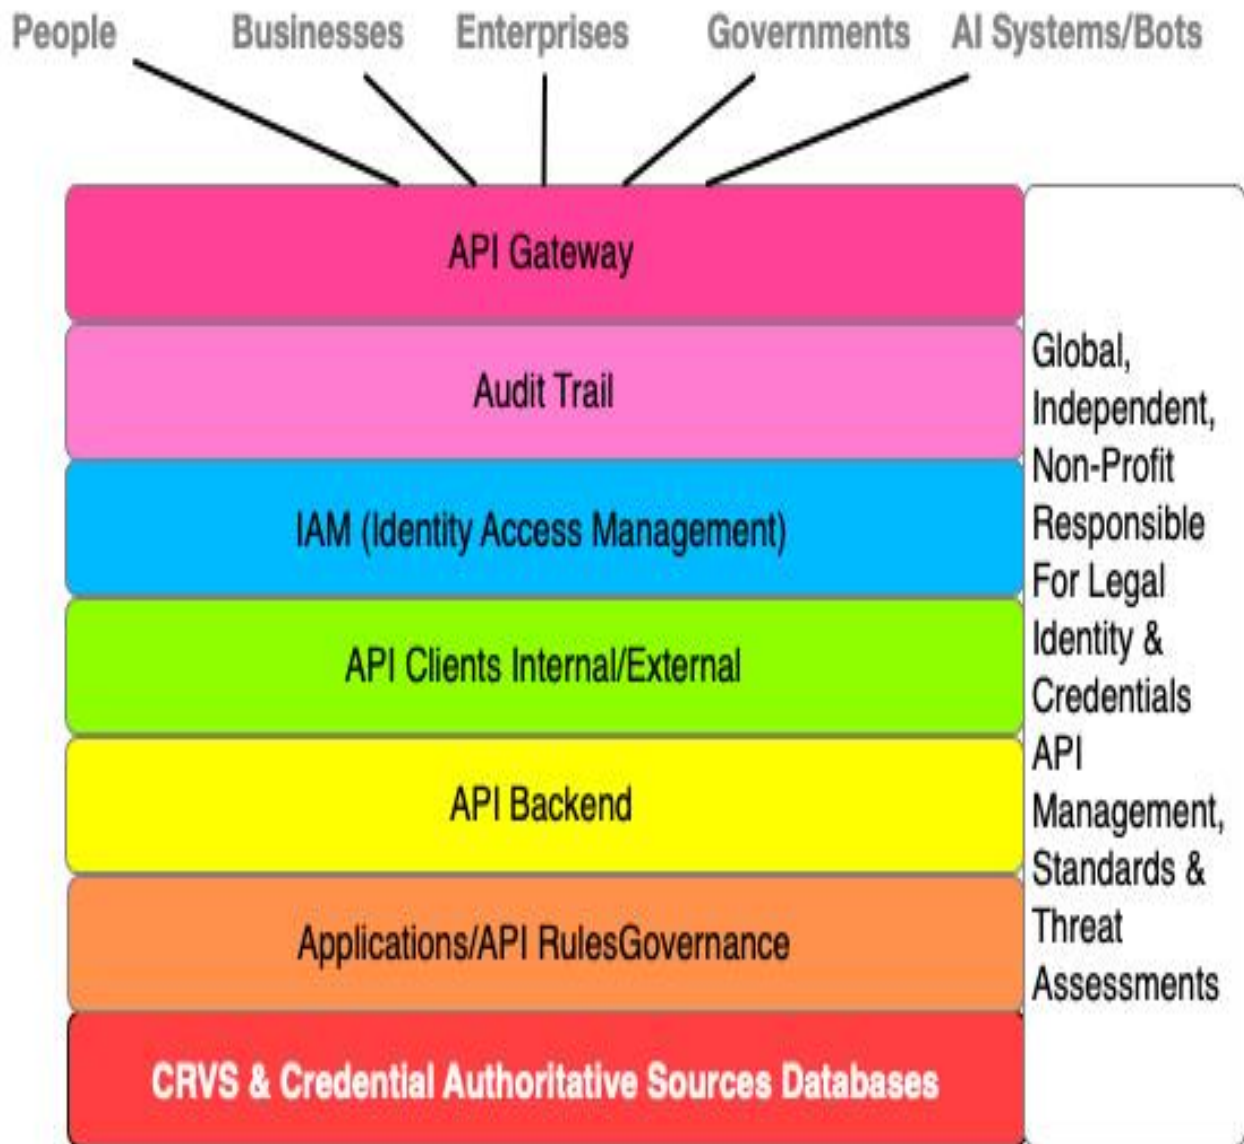 People Businesses Enterprises Governments AI Systems/Bots
API Gateway
Audit Trail
IAM (Identity Access Management)
API Clients Internal/External
API Backend
Applications/API RulesGovernance
CRVS & Credential Authoritative Sources Databases
Global,
Independent,
Non-Profit
Responsible
For Legal
Identity &
Credentials
API
Management,
Standards &
Threat
Assessments